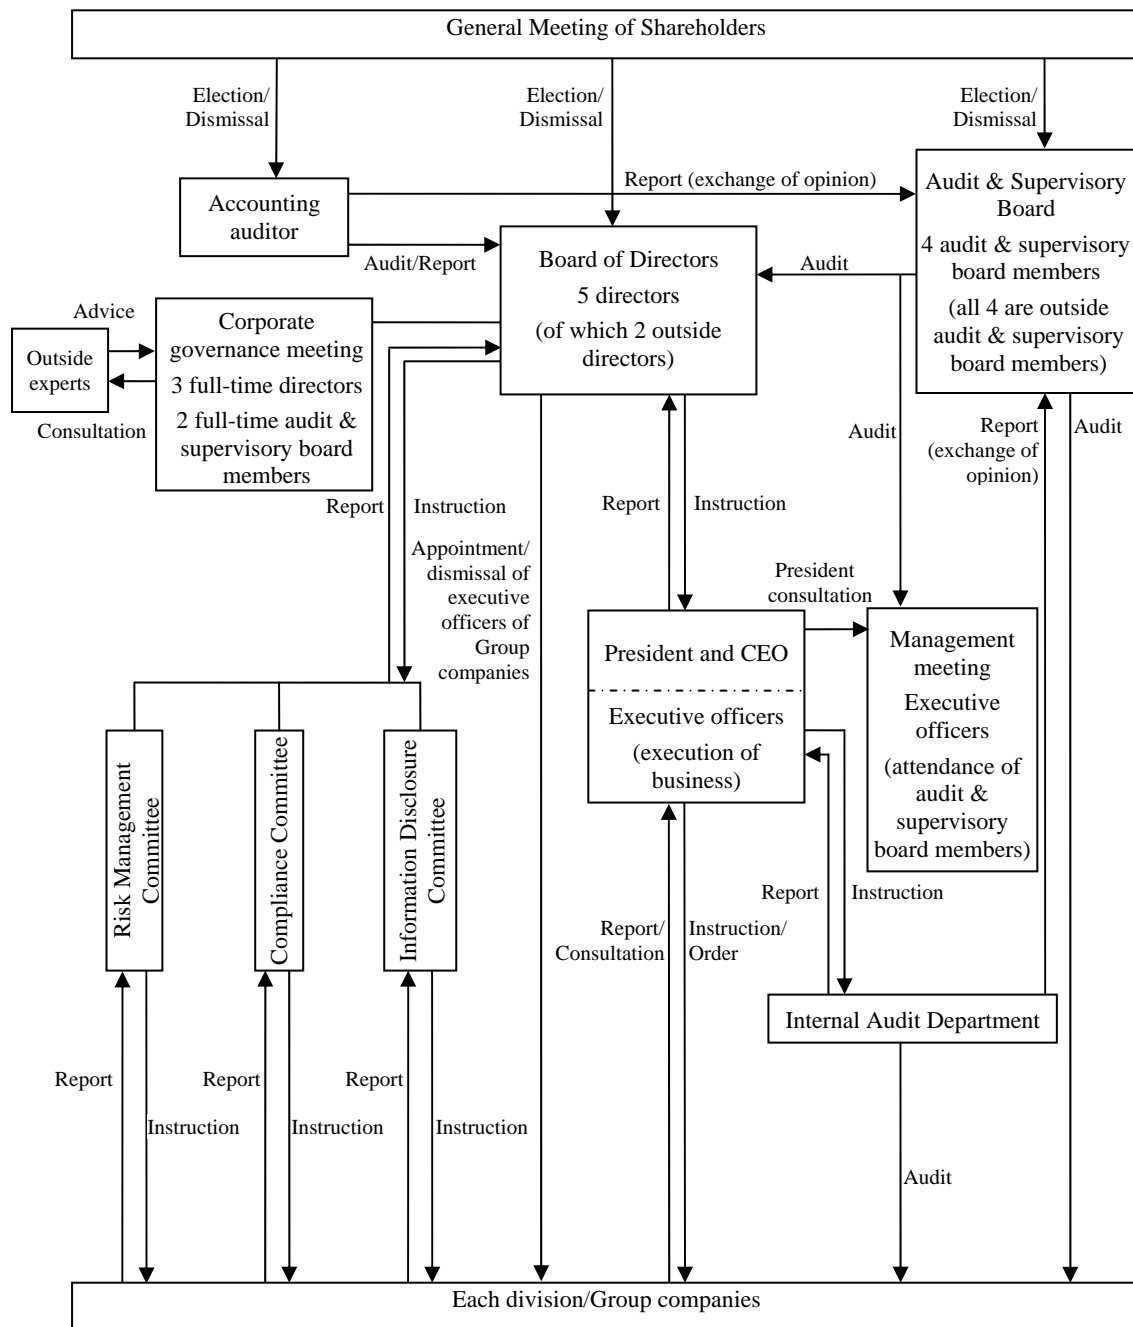 General Meeting of Shareholders
Election/
Dismissal
Election/
Dismissal
Election/
Dismissal
Accounting
auditor
Report (exchange of opinion)
Audit/Report
Audit & Supervisory
Board
4 audit & supervisory
board members
(all 4 are outside
audit & supervisory
board members)
Board of Directors
5 directors
(of which 2 outside
directors)
Audit
Advice
Outside
experts
Consultation
Corporate
governance meeting
3 full-time directors
2 full-time audit &
supervisory board
members
Report
Instruction
Appointment/
dismissal of
executive
officers of
Group
companies
Report
Instruction
Audit
Report
(exchange of
opinion)
Audit
President
consultation
President and CEO
Executive officers
(execution of
business)
Management
meeting
Executive
officers
(attendance of
audit &
supervisory
board members)
Risk Management
Committee
Compliance Committee
Information Disclosure
Committee
Report/
Consultation
Instruction/
Order
Report
Instruction
Internal Audit Department
Report
Instruction
Report
Instruction
Report
Instruction
Audit
Each division/Group companies